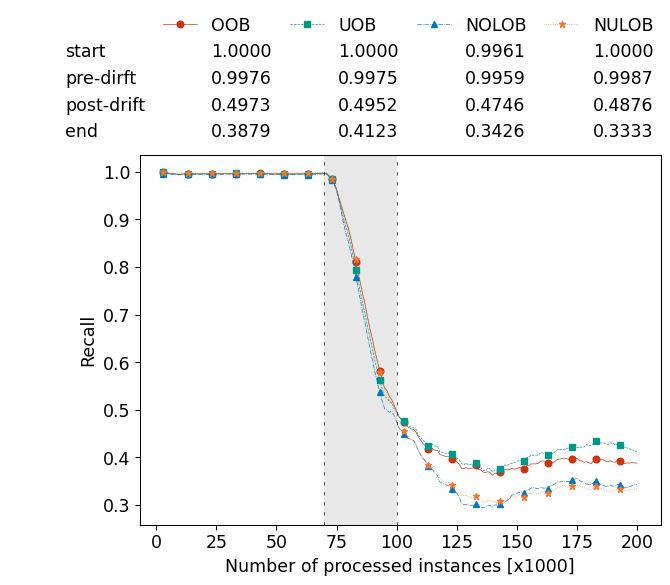 OOB UOB NOLOB NULOB
start 1.0000 1.0000 0.9961 1.0000
pre-dirft 0.9976 0.9975 0.9959 0.9987
post-drift 0.4973 0.4952 0.4746 0.4876
end 0.3879 0.4123 0.3426 0.3333
1.0
0.9
0.8
0.7
0.6
0.5
0.4
0.3
Recall
0 25 50 75 100 125 150 175 200
Number of processed instances [x1000]